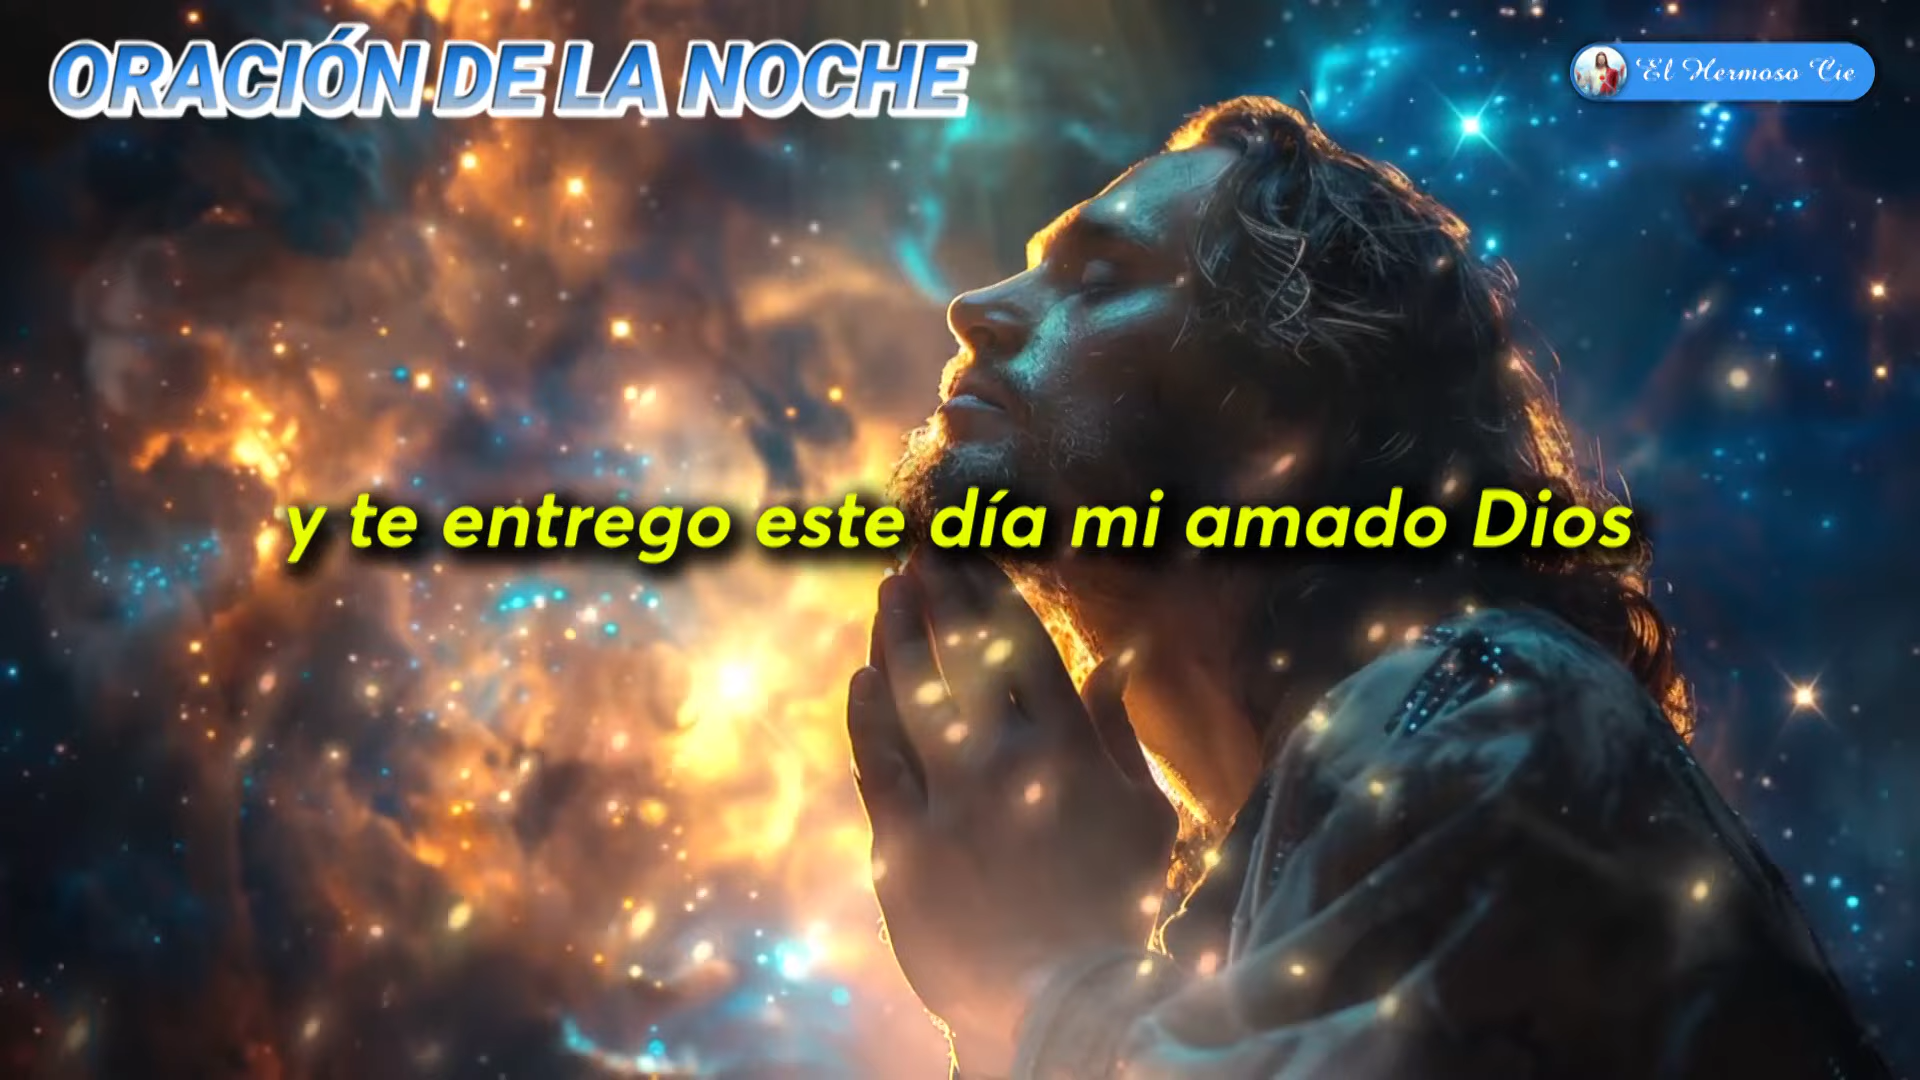 ORACIÓN DE LA NOCHE
El Hermoso Cie
y te entrego este día mi amado Dios